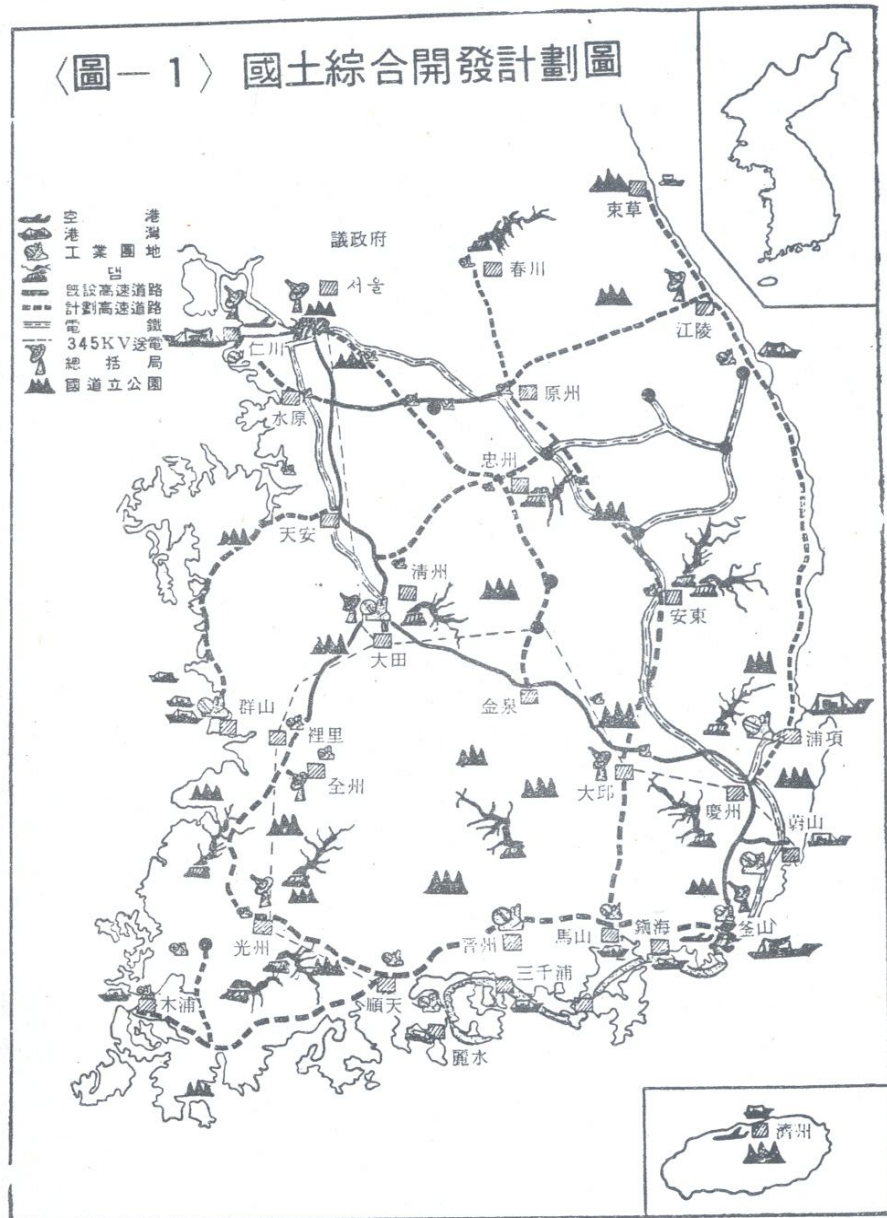 〈圖－1〉 國土綜合開發計劃圖
空港
港灣
工業團地
댐
旣設高速道路
計劃高速道路
電鐵
345KV送電
總括局
國道立公園
議政府
서울
仁川
水原
春川
束草
江陵
原州
忠州
天安
淸州
大田
安東
金泉
群山
裡里
全州
大邱
浦項
慶州
蔚山
光州
晋州
馬山
鎭海
釜山
木浦
順天
三千浦
麗水
濟州